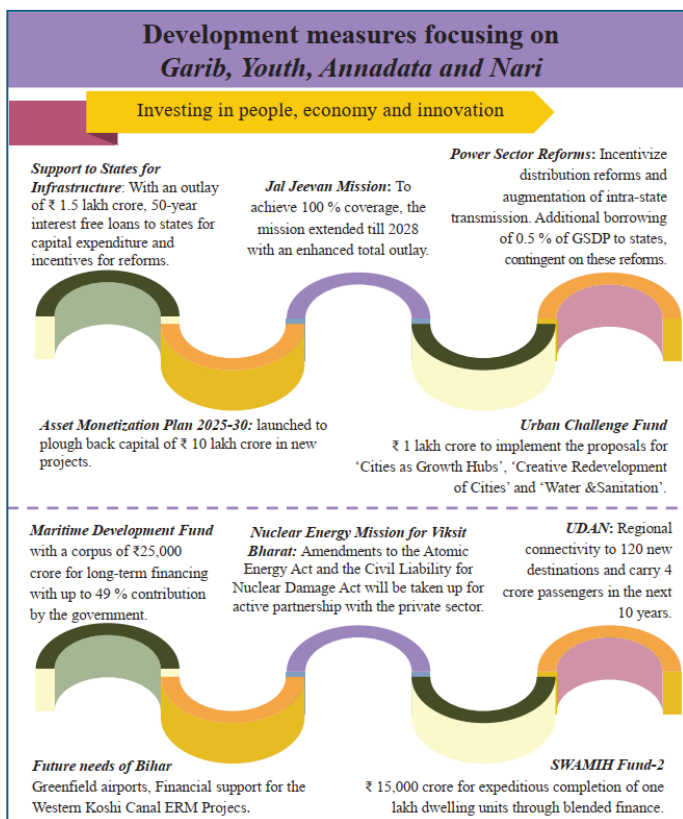 Development measures focusing on
Garib, Youth, Annadata and Nari
Investing in people, economy and innovation
Support to States for
Infrastructure: With an outlay
of ₹ 1.5 lakh crore, 50-year
interest free loans to states for
capital expenditure and
incentives for reforms.
Jal Jeevan Mission: To
achieve 100 % coverage, the
mission extended till 2028
with an enhanced total outlay.
Power Sector Reforms: Incentivize
distribution reforms and
augmentation of intra-state
transmission. Additional borrowing
of 0.5 % of GSDP to states,
contingent on these reforms.
Asset Monetization Plan 2025-30: launched to
plough back capital of ₹ 10 lakh crore in new
projects.
Urban Challenge Fund
₹ 1 lakh crore to implement the proposals for
‘Cities as Growth Hubs’, ‘Creative Redevelopment
of Cities’ and ‘Water &Sanitation’.
Maritime Development Fund
with a corpus of ₹25,000
crore for long-term financing
with up to 49 % contribution
by the government.
Nuclear Energy Mission for Viksit
Bharat: Amendments to the Atomic
Energy Act and the Civil Liability for
Nuclear Damage Act will be taken up for
active partnership with the private sector.
UDAN: Regional
connectivity to 120 new
destinations and carry 4
crore passengers in the next
10 years.
Future needs of Bihar
Greenfield airports, Financial support for the
Western Koshi Canal ERM Projecs.
SWAMIH Fund-2
₹ 15,000 crore for expeditious completion of one
lakh dwelling units through blended finance.